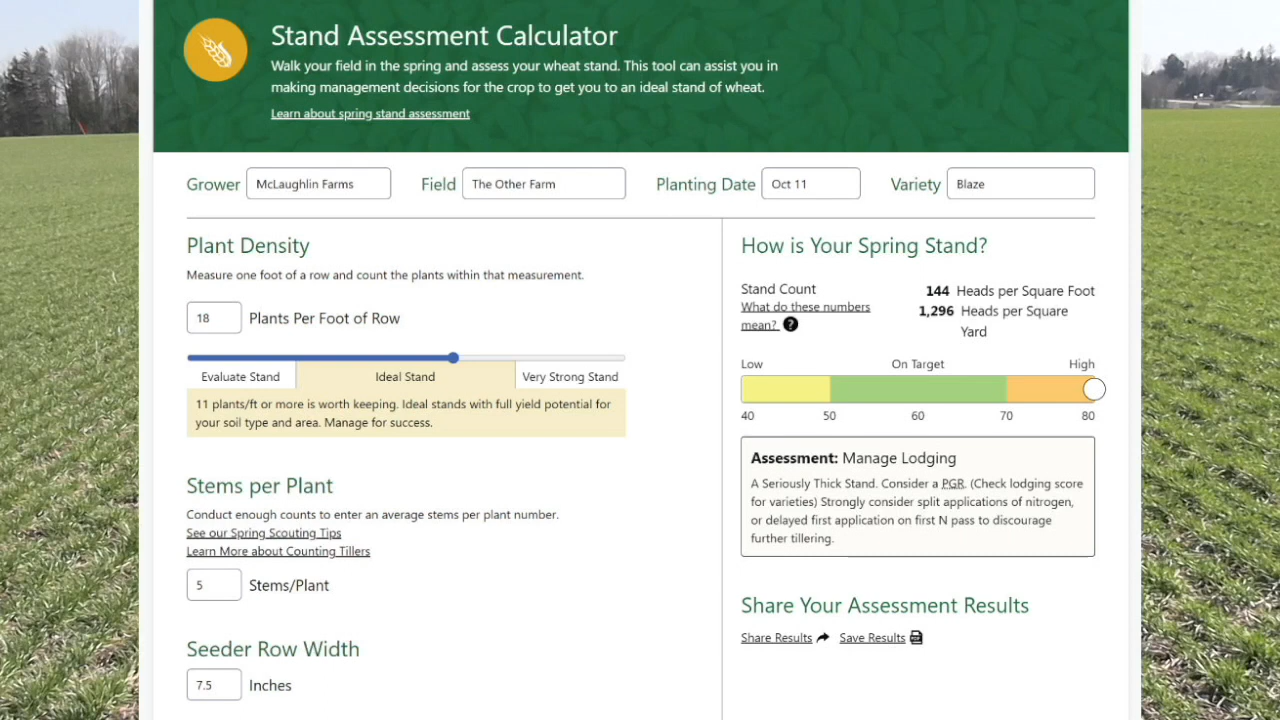 Stand Assessment Calculator
Walk your field in the spring and assess your wheat stand. This tool can assist you in
making management decisions for the crop to get you to an ideal stand of wheat.
Learn about spring stand assessment
Grower McLaughlin Farms Field The Other Farm Planting Date Oct 11 Variety Blaze
Plant Density
Measure one foot of a row and count the plants within that measurement.
18 Plants Per Foot of Row
Evaluate Stand Ideal Stand Very Strong Stand
11 plants/ft or more is worth keeping. Ideal stands with full yield potential for
your soil type and area. Manage for success.
Stems per Plant
Conduct enough counts to enter an average stems per plant number.
See our Spring Scouting Tips
Learn More about Counting Tillers
5 Stems/Plant
Seeder Row Width
7.5 Inches
How is Your Spring Stand?
Stand Count
What do these numbers
mean? ?
144 Heads per Square Foot
1,296 Heads per Square
Yard
Low On Target High
40 50 60 70 80
Assessment: Manage Lodging
A Seriously Thick Stand. Consider a PGR. (Check lodging score
for varieties) Strongly consider split applications of nitrogen,
or delayed first application on first N pass to discourage
further tillering.
Share Your Assessment Results
Share Results Save Results